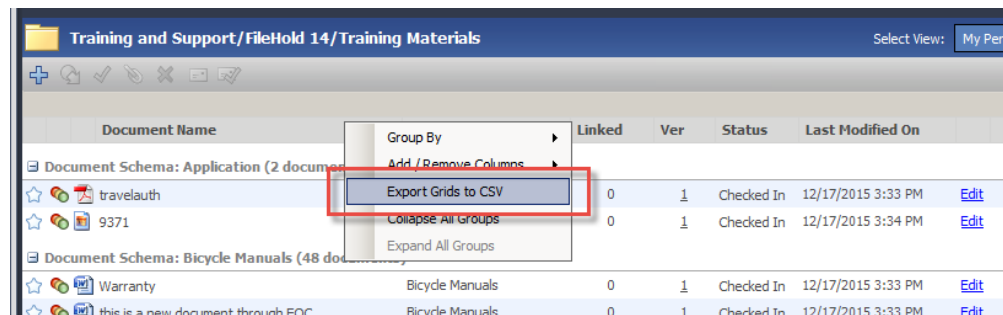 Training and Support/FileHold 14/Training Materials Select View: My Per
Document Name Linked Ver Status Last Modified On
Group By
Add / Remove Columns
Export Grids to CSV
Collapse All Groups
Expand All Groups
Document Schema: Application (2 documen
travelauth 0 1 Checked In 12/17/2015 3:33 PM Edit
9371 0 1 Checked In 12/17/2015 3:34 PM Edit
Document Schema: Bicycle Manuals (48 documents)
Warranty Bicycle Manuals 0 1 Checked In 12/17/2015 3:33 PM Edit
this is a new document through FOC Bicycle Manuals 0 1 Checked In 12/17/2015 3:33 PM Edit